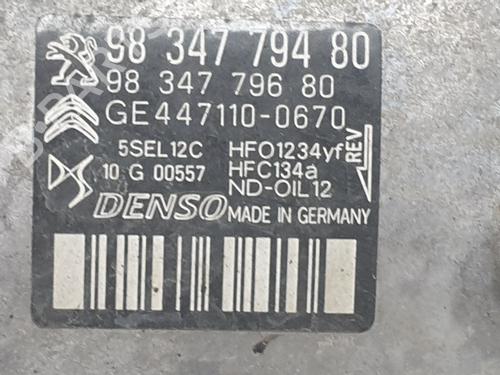 98 347 794 80
98 347 796 80
GE447110-0670
5SEL12C HFO1234yf
10 G 00557 HFC134a
ND-OIL12
REV
DENSO MADE IN GERMANY